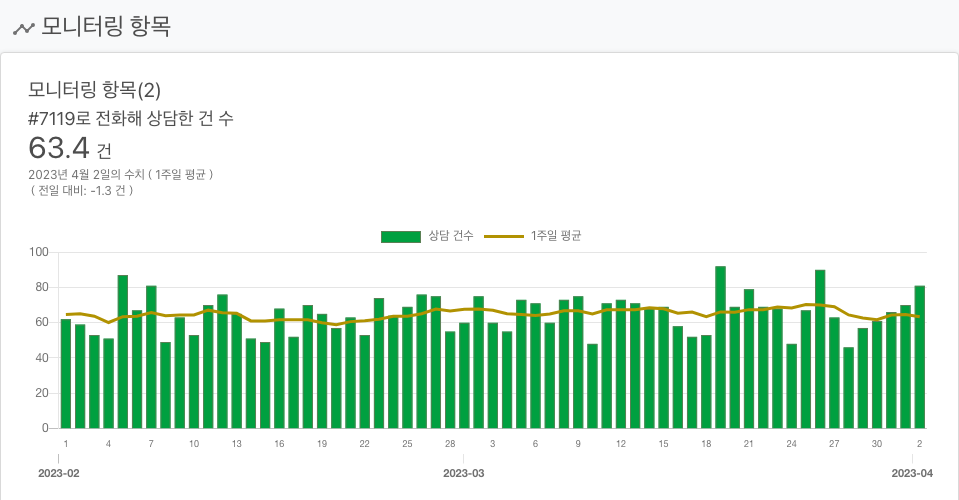 모니터링 항목
모니터링 항목(2)
#7119로 전화해 상담한 건 수
63.4 건
2023년 4월 2일의 수치 ( 1주일 평균 )
( 전일 대비: -1.3 건 )
상담 건수 1주일 평균
100
80
60
40
20
0
1 4 7 10 13 16 19 22 25 28 3 6 9 12 15 18 21 24 27 30 2
2023-02 2023-03 2023-04